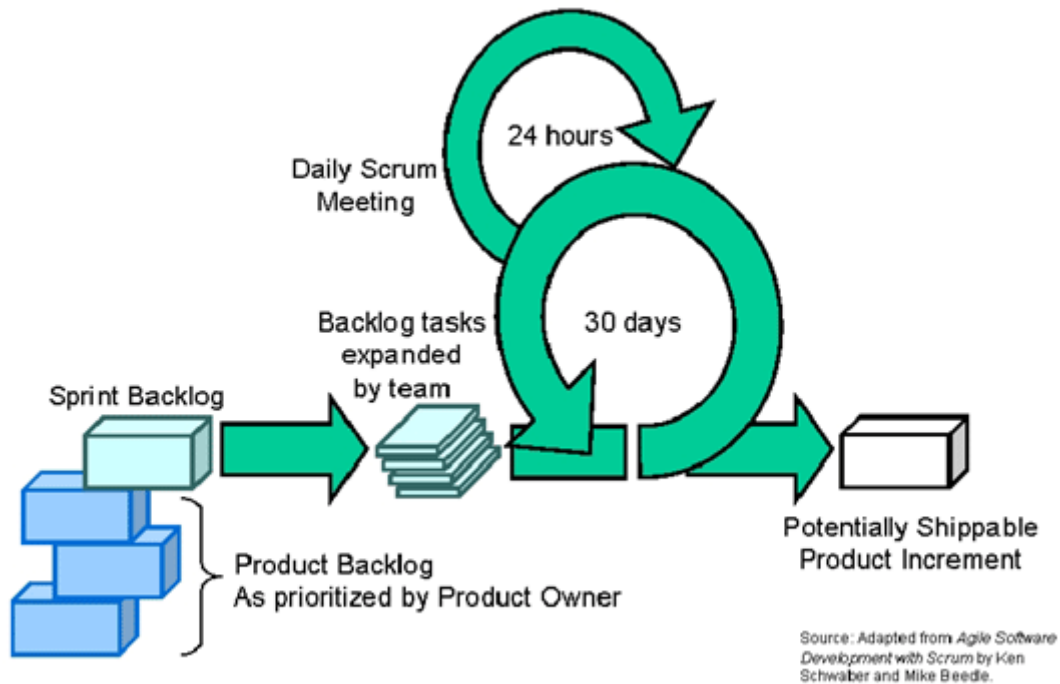 24 hours
Daily Scrum
Meeting
Backlog tasks
expanded
by team
30 days
Sprint Backlog
Potentially Shippable
Product Increment
Product Backlog
As prioritized by Product Owner
Source: Adapted from Agile Software
Development with Scrum by Ken
Schwaber and Mike Beedle.